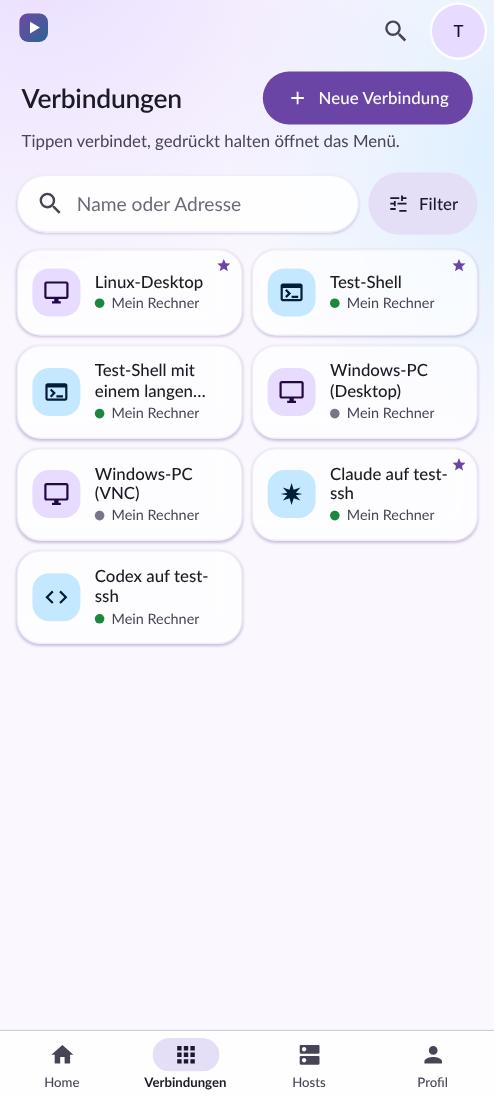 T
Verbindungen
Neue Verbindung
Tippen verbindet, gedrückt halten öffnet das Menü.
Name oder Adresse
Filter
Linux-Desktop
Mein Rechner
Test-Shell
Mein Rechner
Test-Shell mit
einem langen...
Mein Rechner
Windows-PC
(Desktop)
Mein Rechner
Windows-PC
(VNC)
Mein Rechner
Claude auf test-
ssh
Mein Rechner
Codex auf test-
ssh
Mein Rechner
Home
Verbindungen
Hosts
Profil